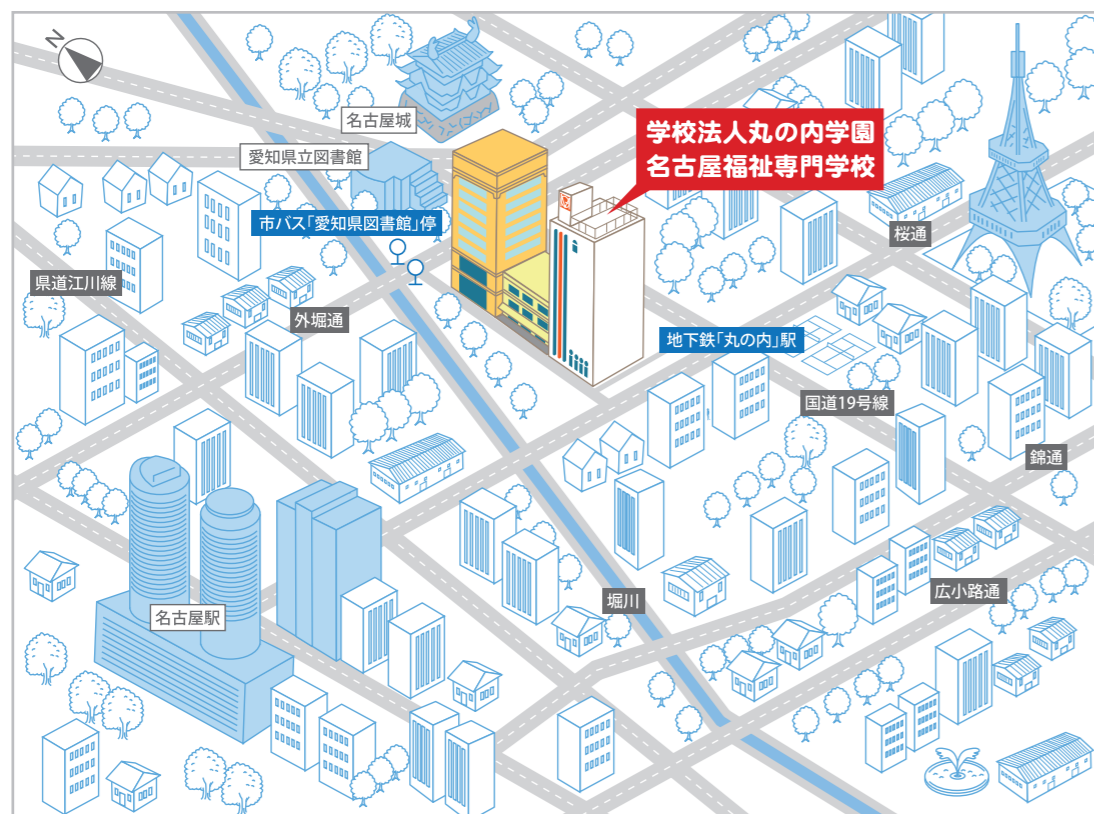 N
名古屋城
学校法人丸の内学園
名古屋福祉専門学校
愛知県立図書館
市バス「愛知県図書館」停
桜通
県道江川線
外堀通
地下鉄「丸の内」駅
国道19号線
錦通
広小路通
堀川
名古屋駅